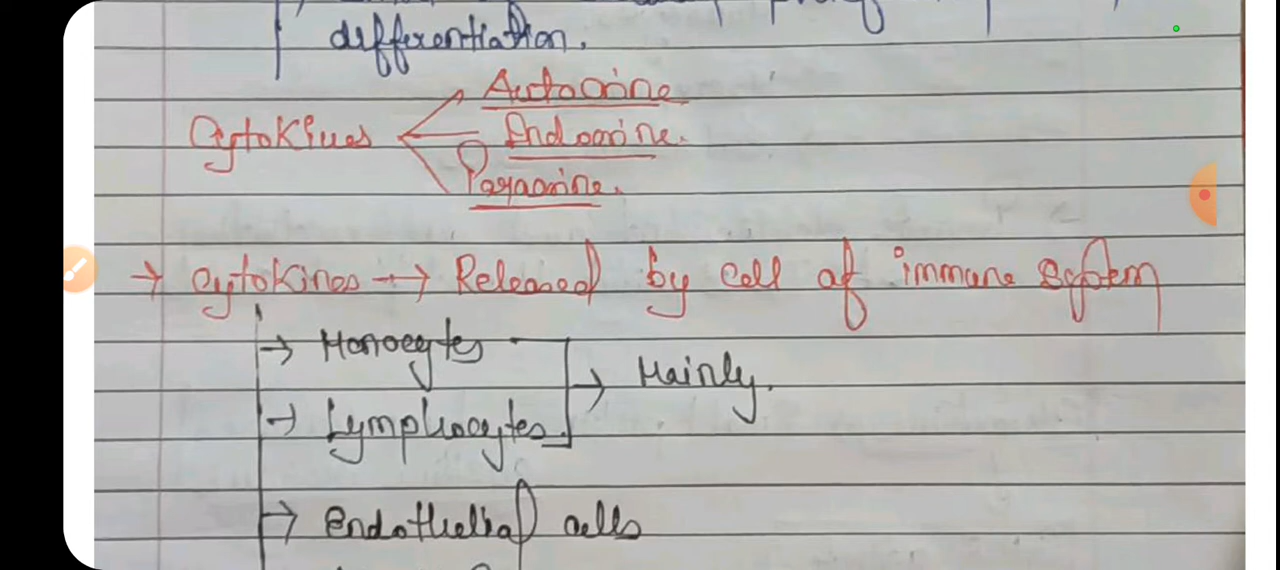 differentiation.
Autocrine
Cytokines
Endocrine.
Paracrine.
→ Cytokines → Released by cell of immune system
→ Monocytes
→ Mainly.
→ Lymphocytes.
→ Endothelial cells